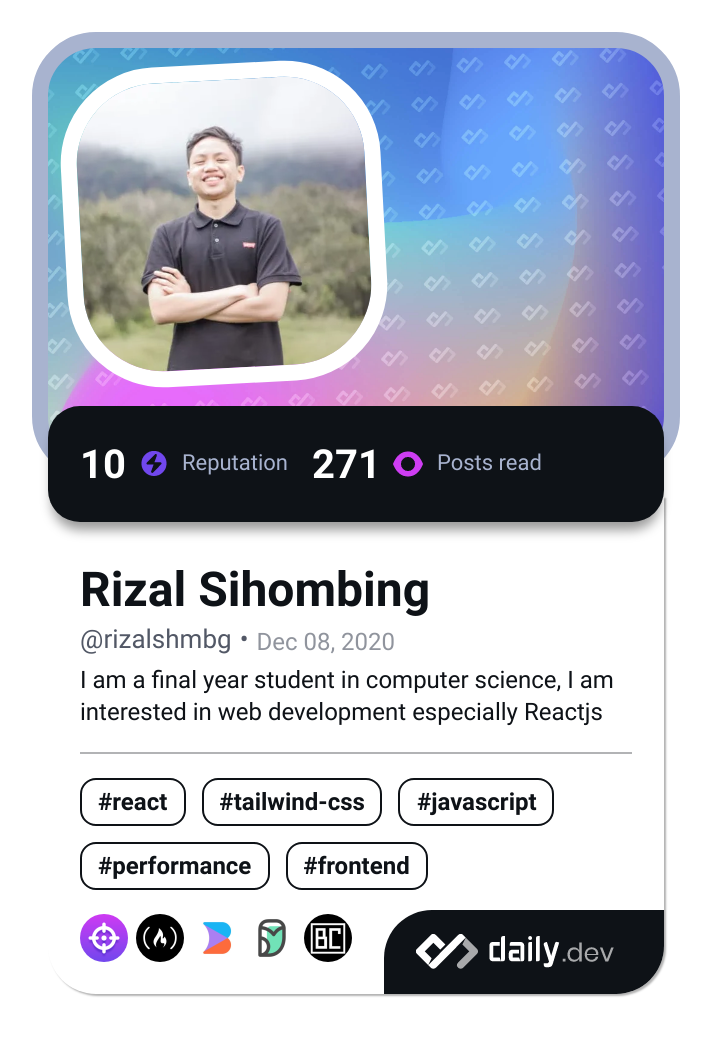 10 Reputation 271 Posts read
Rizal Sihombing
@rizalshmbg • Dec 08, 2020
I am a final year student in computer science, I am
interested in web development especially Reactjs
#react #tailwind-css #javascript
#performance #frontend
BC daily.dev